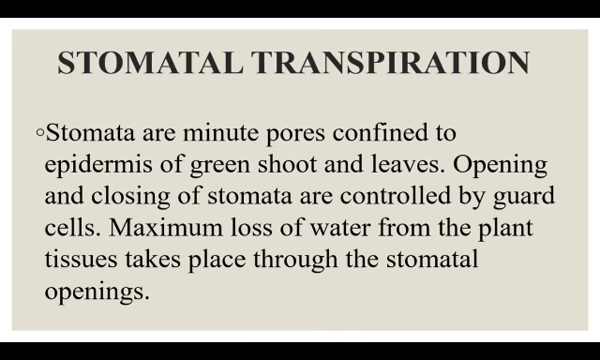 STOMATAL TRANSPIRATION
◦Stomata are minute pores confined to
epidermis of green shoot and leaves. Opening
and closing of stomata are controlled by guard
cells. Maximum loss of water from the plant
tissues takes place through the stomatal
openings.